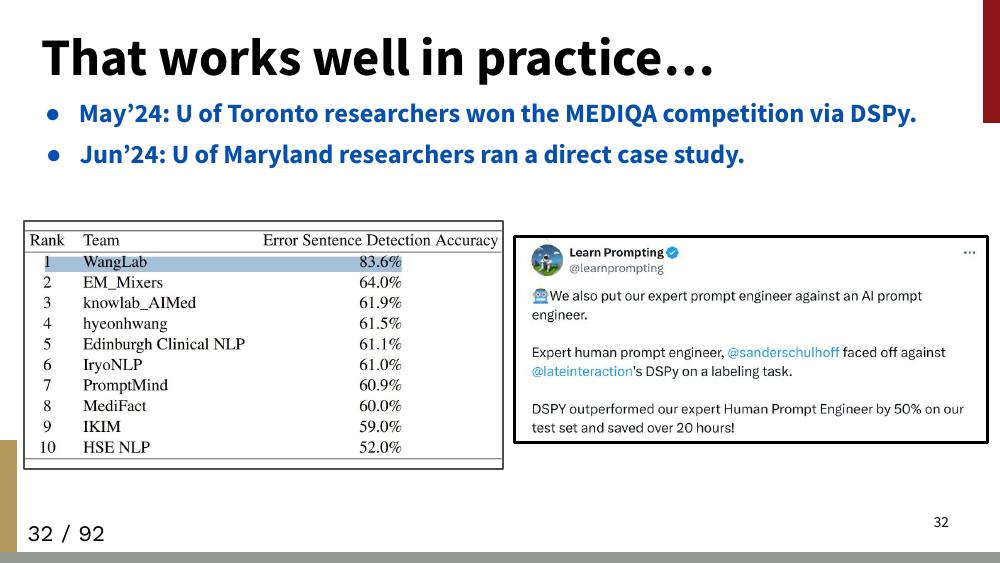 That works well in practice…
● May’24: U of Toronto researchers won the MEDIQA competition via DSPy.
● Jun’24: U of Maryland researchers ran a direct case study.
Rank Team Error Sentence Detection Accuracy
1 WangLab 83.6%
2 EM_Mixers 64.0%
3 knowlab_AIMed 61.9%
4 hyeonhwang 61.5%
5 Edinburgh Clinical NLP 61.1%
6 IryoNLP 61.0%
7 PromptMind 60.9%
8 MediFact 60.0%
9 IKIM 59.0%
10 HSE NLP 52.0%
Learn Prompting
@learnprompting
🤖We also put our expert prompt engineer against an AI prompt
engineer.
Expert human prompt engineer, @sanderschulhoff faced off against
@lateinteraction's DSPy on a labeling task.
DSPY outperformed our expert Human Prompt Engineer by 50% on our
test set and saved over 20 hours!
32
32 / 92